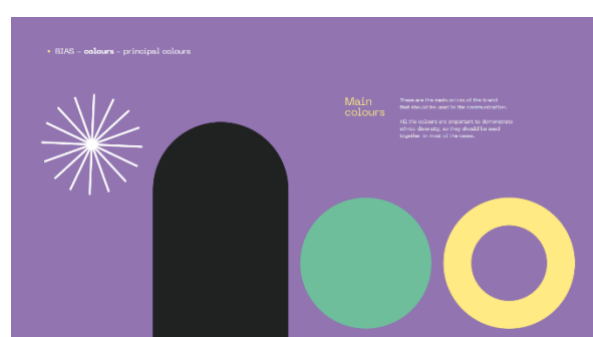 • BIAS - colours - principal colours
Main
colours
These are the main colors of the brand
that should be used in the communication.
All the colours are important to demonstrate
ethnic diversity, so they should be used
together in most of the cases.